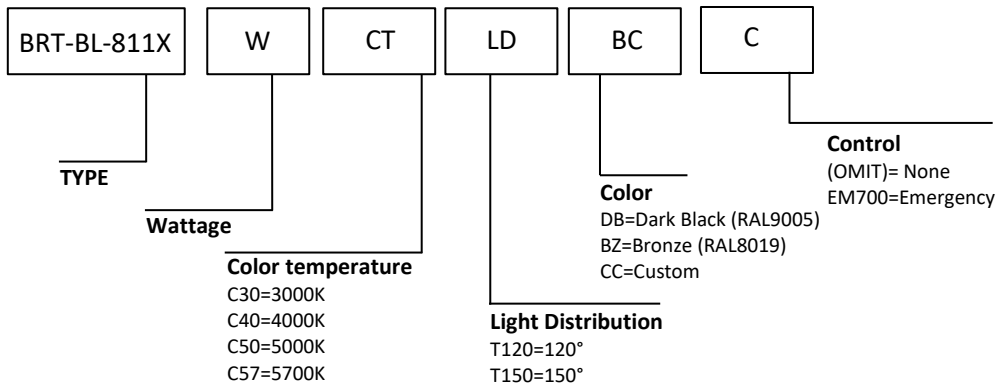 BRT-BL-811X W CT LD BC C
TYPE
Wattage
Color temperature
C30=3000K
C40=4000K
C50=5000K
C57=5700K
Light Distribution
T120=120°
T150=150°
Color
DB=Dark Black (RAL9005)
BZ=Bronze (RAL8019)
CC=Custom
Control
(OMIT)= None
EM700=Emergency